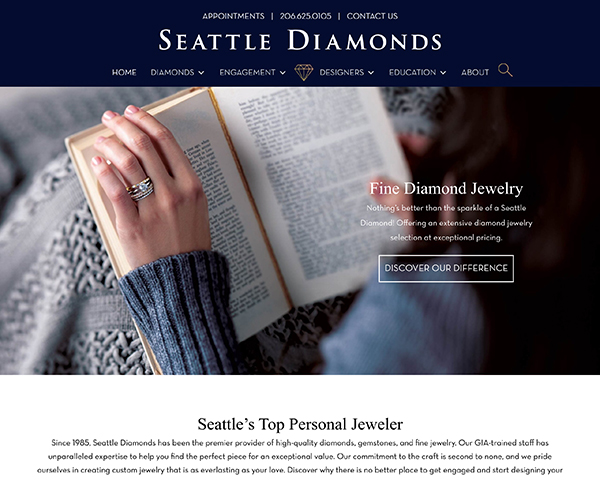 APPOINTMENTS | 206.625.0105 | CONTACT US
SEATTLE DIAMONDS
HOME DIAMONDS ENGAGEMENT DESIGNERS EDUCATION ABOUT
Fine Diamond Jewelry
Nothing's better than the sparkle of a Seattle
Diamond! Offering an extensive diamond jewelry
selection at exceptional pricing.
DISCOVER OUR DIFFERENCE
Seattle's Top Personal Jeweler
Since 1985, Seattle Diamonds has been the premier provider of high-quality diamonds, gemstones, and fine jewelry. Our GIA-trained staff has
unparalleled expertise to help you find the perfect piece for an exceptional value. Our commitment to the craft is second to none, and we pride
ourselves in creating custom jewelry that is as everlasting as your love. Discover why there is no better place to get engaged and start designing your